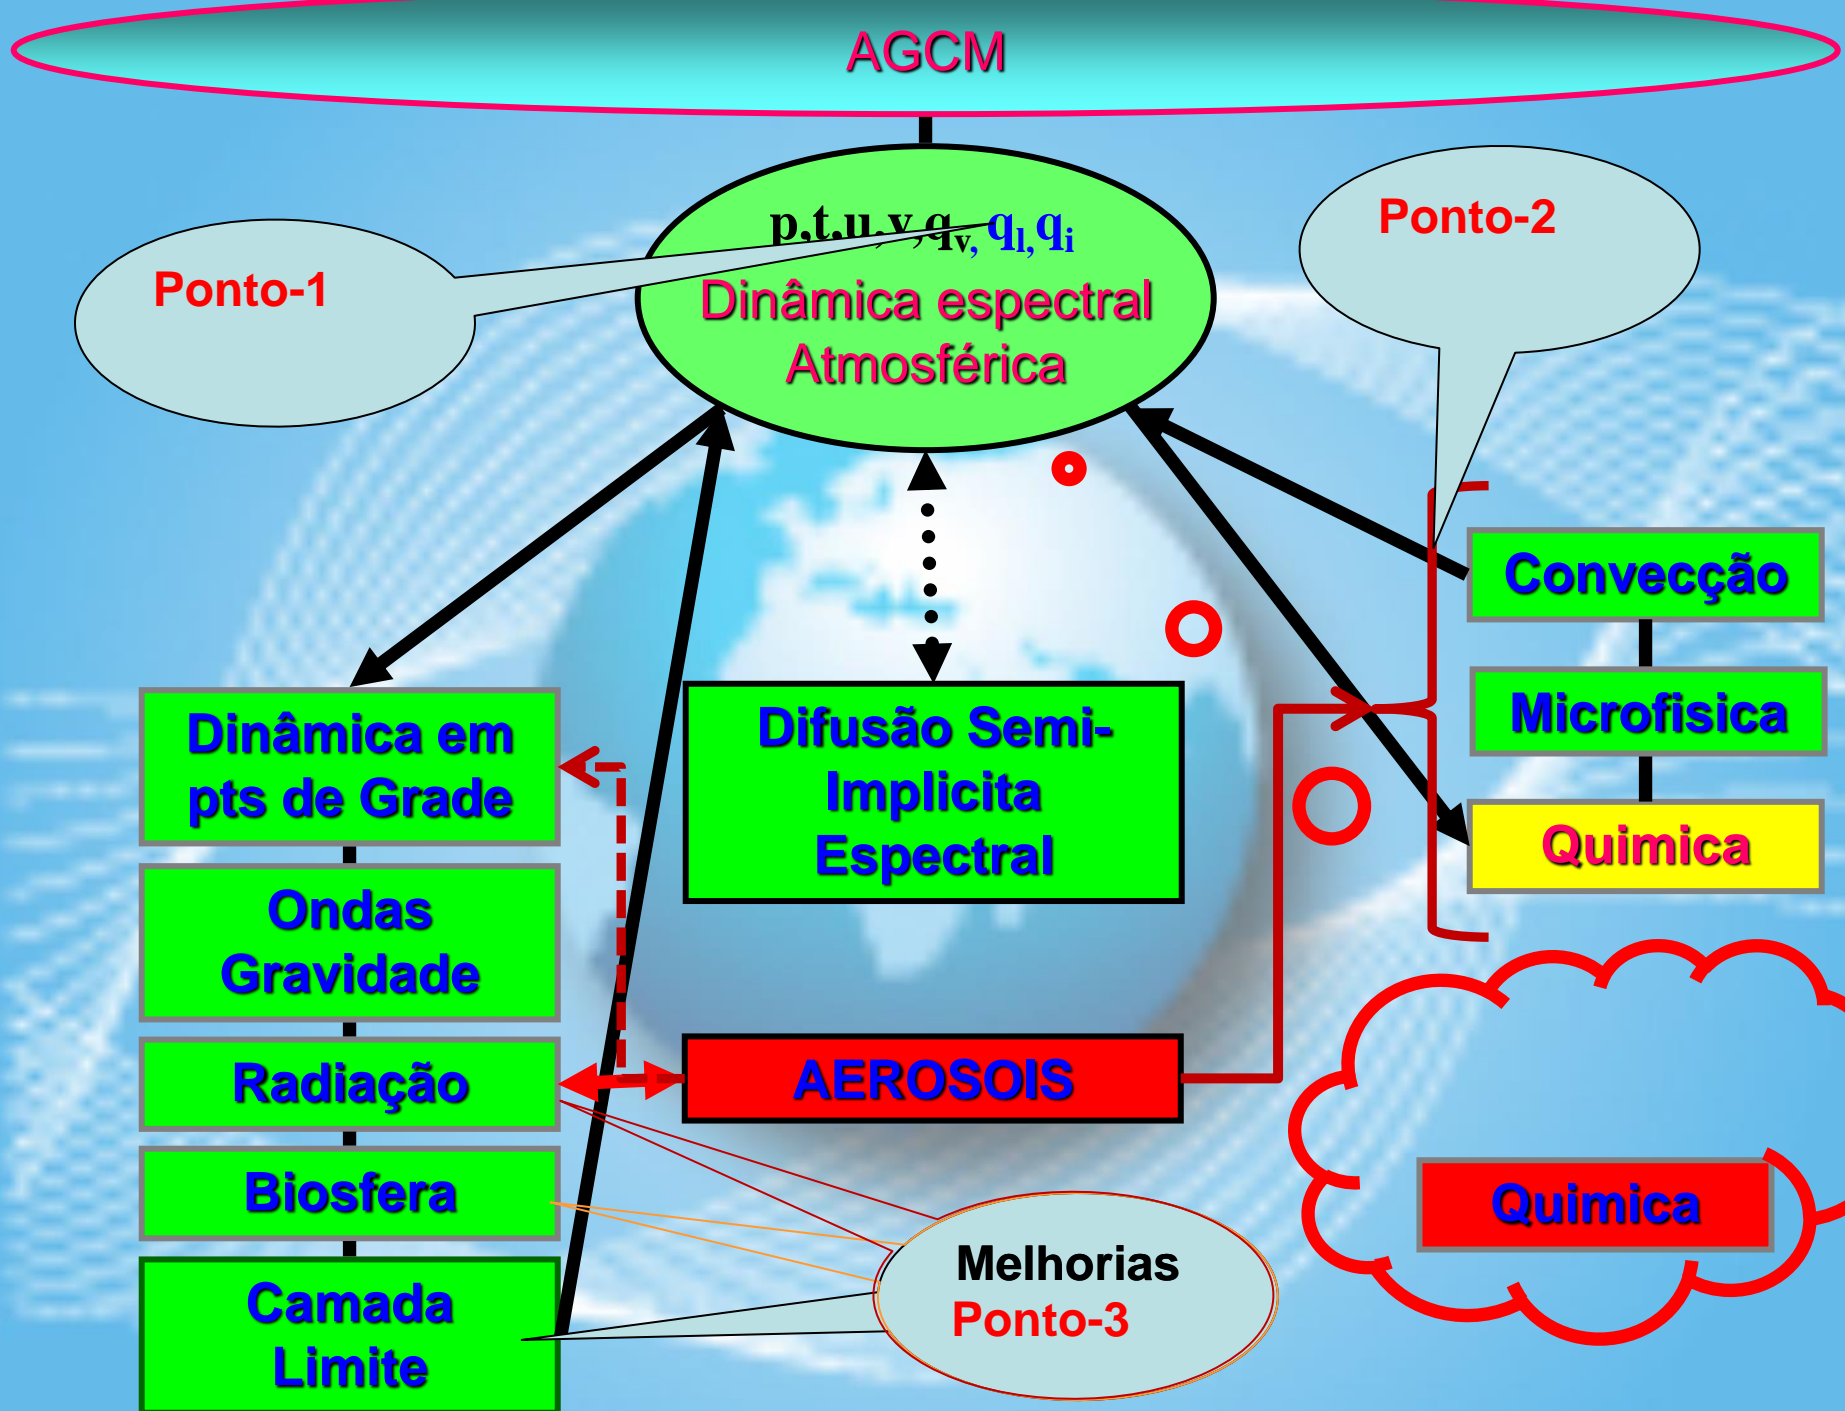 AGCM
p,t,u,v,qv, ql,qi
Dinâmica espectral
Atmosférica
Ponto-1
Ponto-2
Convecção
Microfisica
Quimica
Dinâmica em
pts de Grade
Ondas
Gravidade
Radiação
Biosfera
Camada
Limite
Difusão Semi-
Implicita
Espectral
AEROSOIS
Melhorias
Ponto-3
Quimica